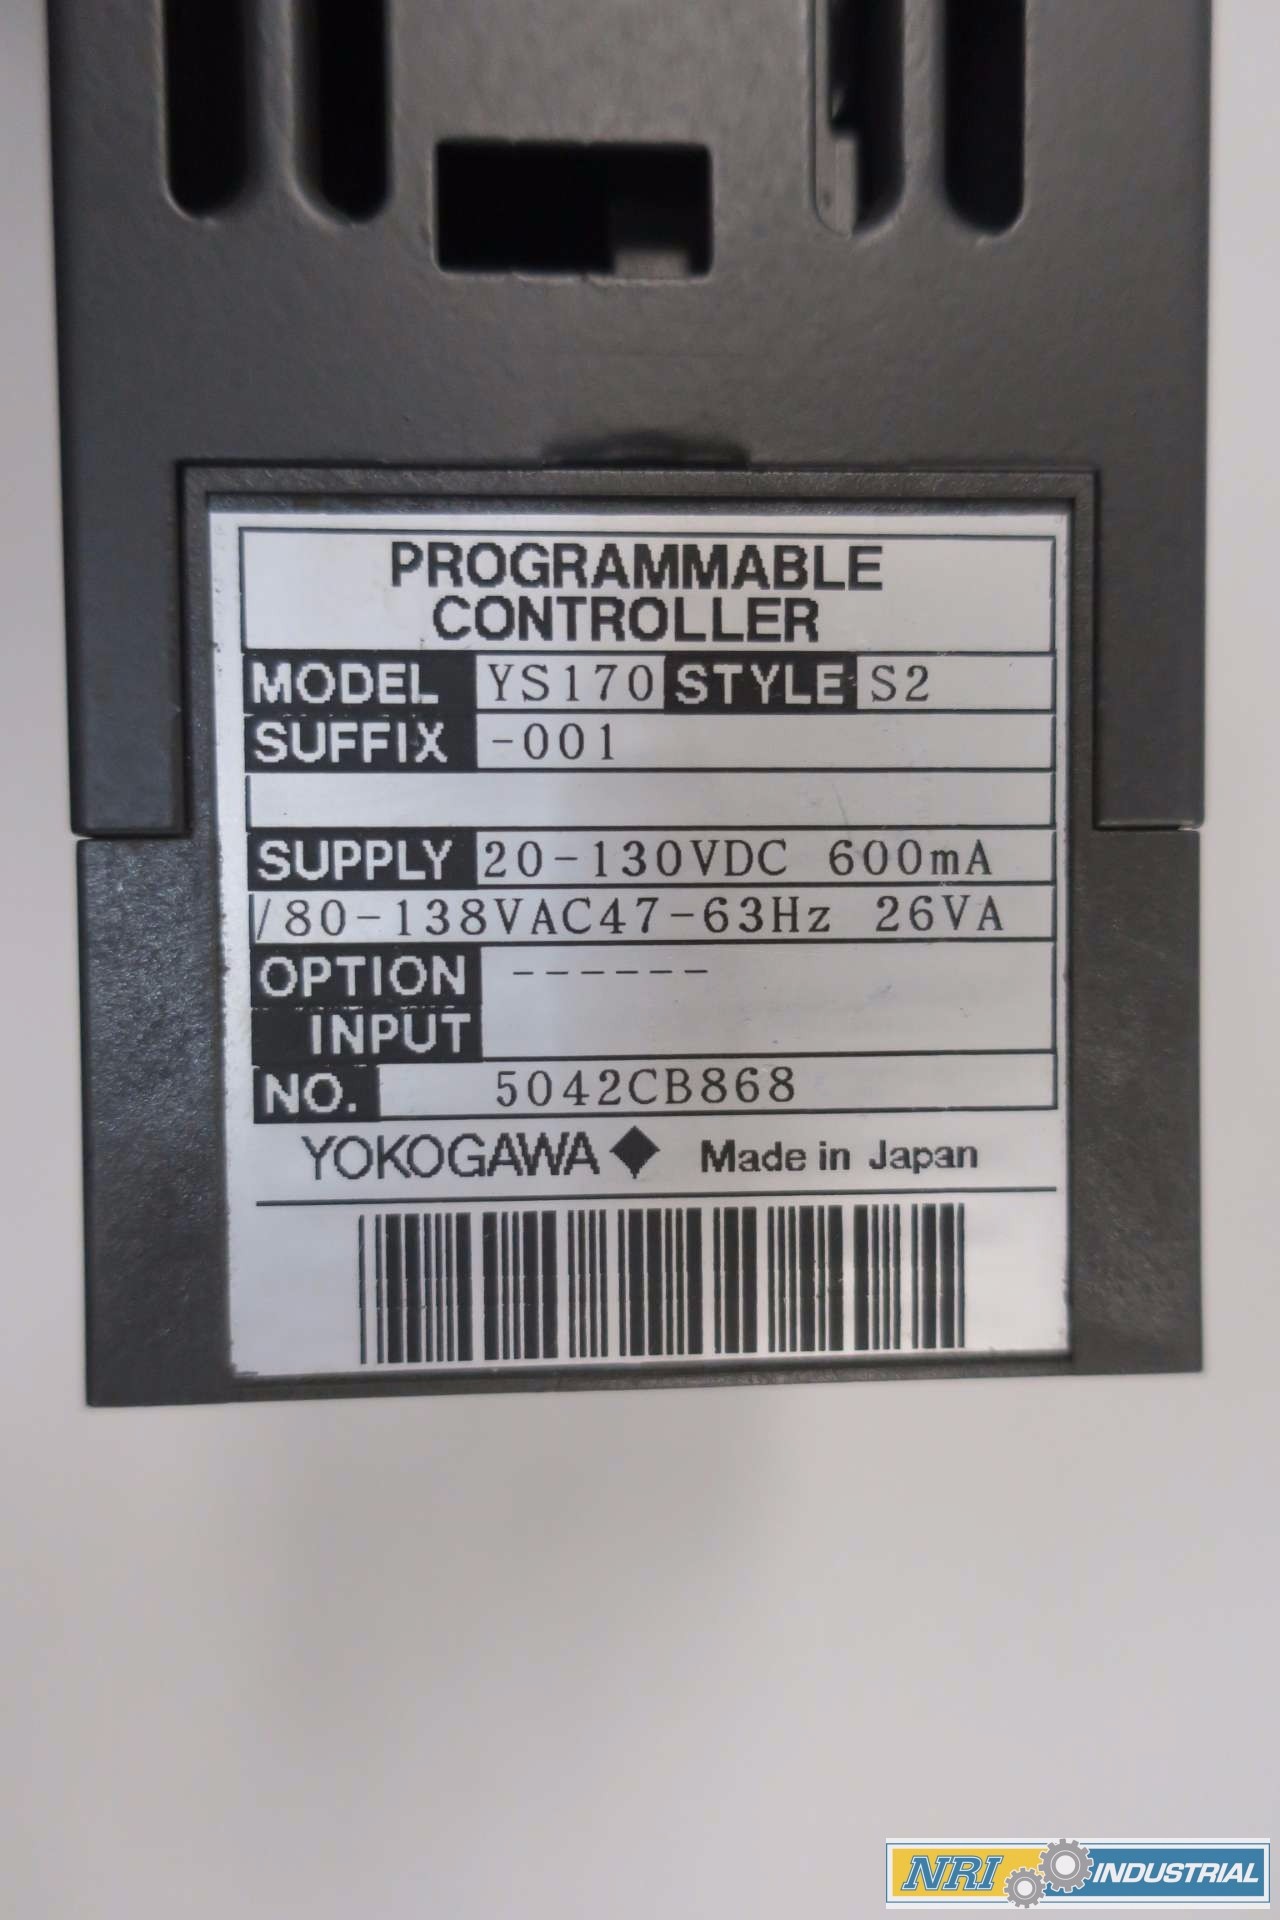 PROGRAMMABLE
CONTROLLER
MODEL YS170 STYLE S2
SUFFIX -001
SUPPLY 20-130VDC 600mA
/80-138VAC47-63Hz 26VA
OPTION ------
INPUT
NO. 5042CB868
YOKOGAWA◆ Made in Japan
NRI INDUSTRIAL